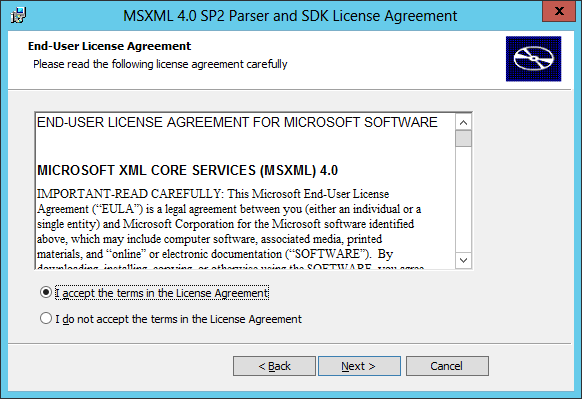 MSXML 4.0 SP2 Parser and SDK License Agreement
x
End-User License Agreement
Please read the following license agreement carefully
END-USER LICENSE AGREEMENT FOR MICROSOFT SOFTWARE
MICROSOFT XML CORE SERVICES (MSXML) 4.0
IMPORTANT-READ CAREFULLY: This Microsoft End-User License
Agreement (“EULA”) is a legal agreement between you (either an individual or a
single entity) and Microsoft Corporation for the Microsoft software identified
above, which may include computer software, associated media, printed
materials, and “online” or electronic documentation (“SOFTWARE”). By
downloading, installing, copying, or otherwise using the SOFTWARE, you agree
I accept the terms in the License Agreement
I do not accept the terms in the License Agreement
< Back
Next >
Cancel